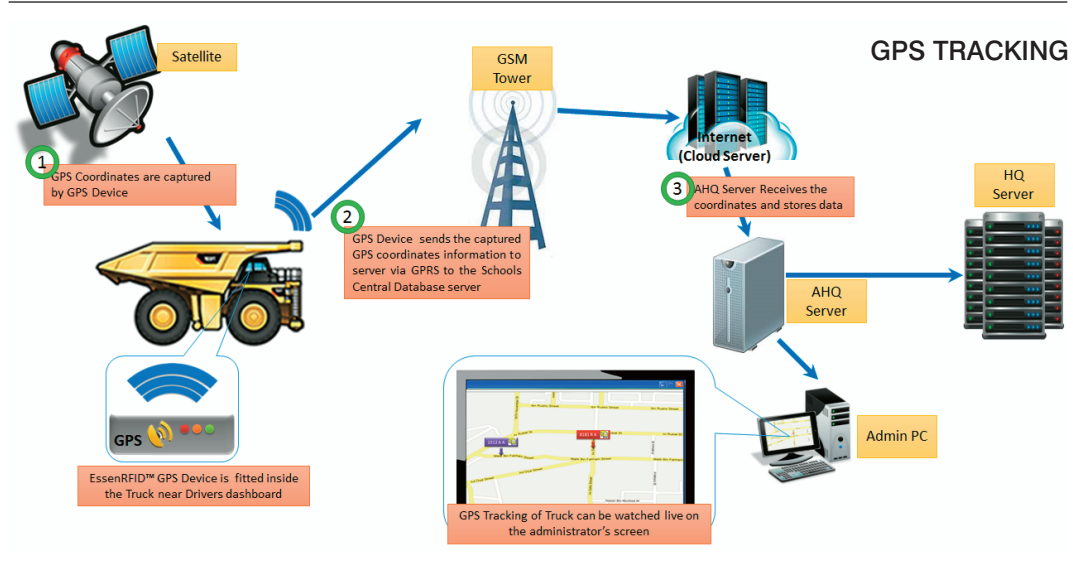 GPS TRACKING
Satellite
GSM
Tower
Internet
(Cloud Server)
1
GPS Coordinates are captured
by GPS Device
2
GPS Device sends the captured
GPS coordinates information to
server via GPRS to the Schools
Central Database server
3
AHQ Server Receives the
coordinates and stores data
HQ
Server
AHQ
Server
Admin PC
GPS
EssenRFID™ GPS Device is fitted inside
the Truck near Drivers dashboard
GPS Tracking of Truck can be watched live on
the administrator's screen